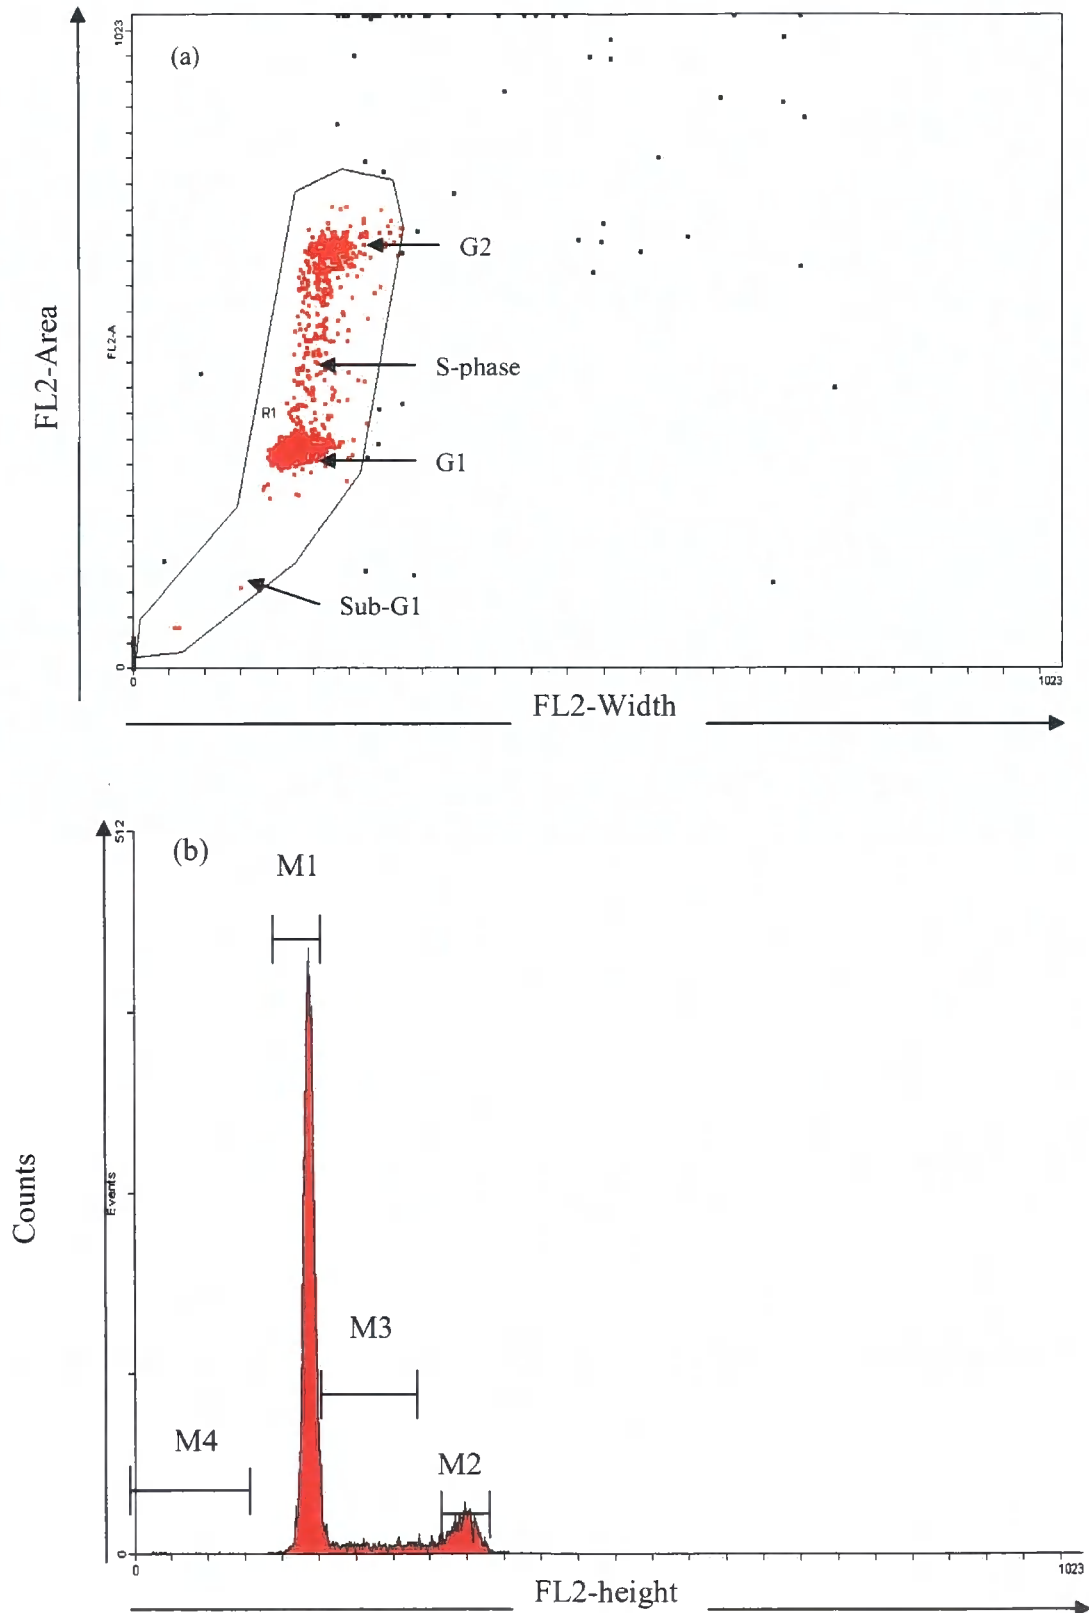 1023
(a)
FL2-Area
FL2-A
G2
S-phase
R1
G1
Sub-G1
0
0
1023
FL2-Width
512
(b)
M1
Counts
Events
M3
M4
M2
0
0
1023
FL2-height